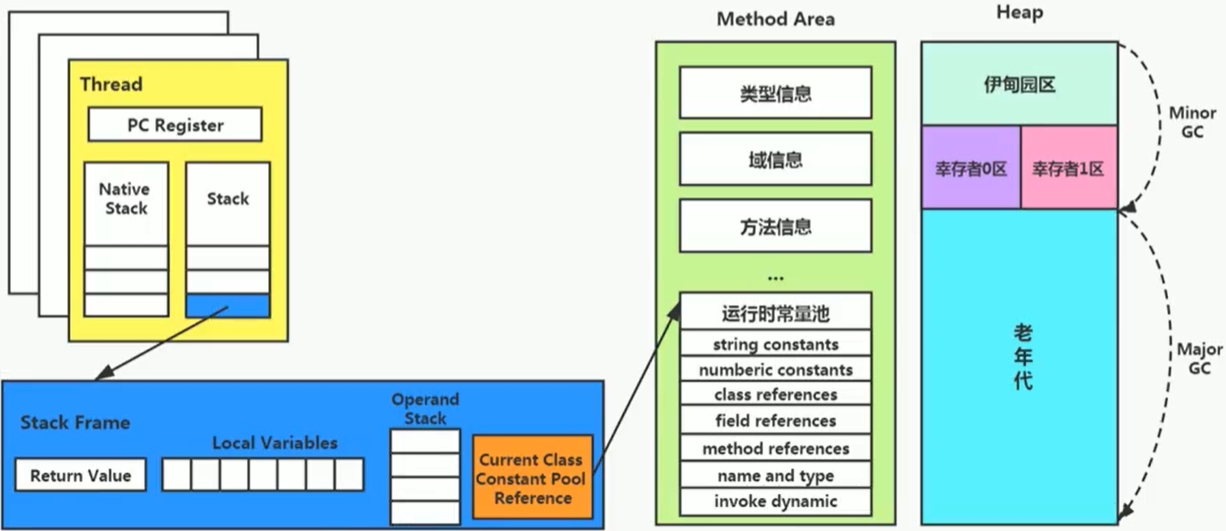 Thread
PC Register
Native
Stack
Stack
Stack Frame
Return Value
Local Variables
Operand
Stack
Current Class
Constant Pool
Reference
Method Area
类型信息
域信息
方法信息
...
运行时常量池
string constants
numberic constants
class references
field references
method references
name and type
invoke dynamic
Heap
伊甸园区
幸存者0区
幸存者1区
老
年
代
Minor
GC
Major
GC